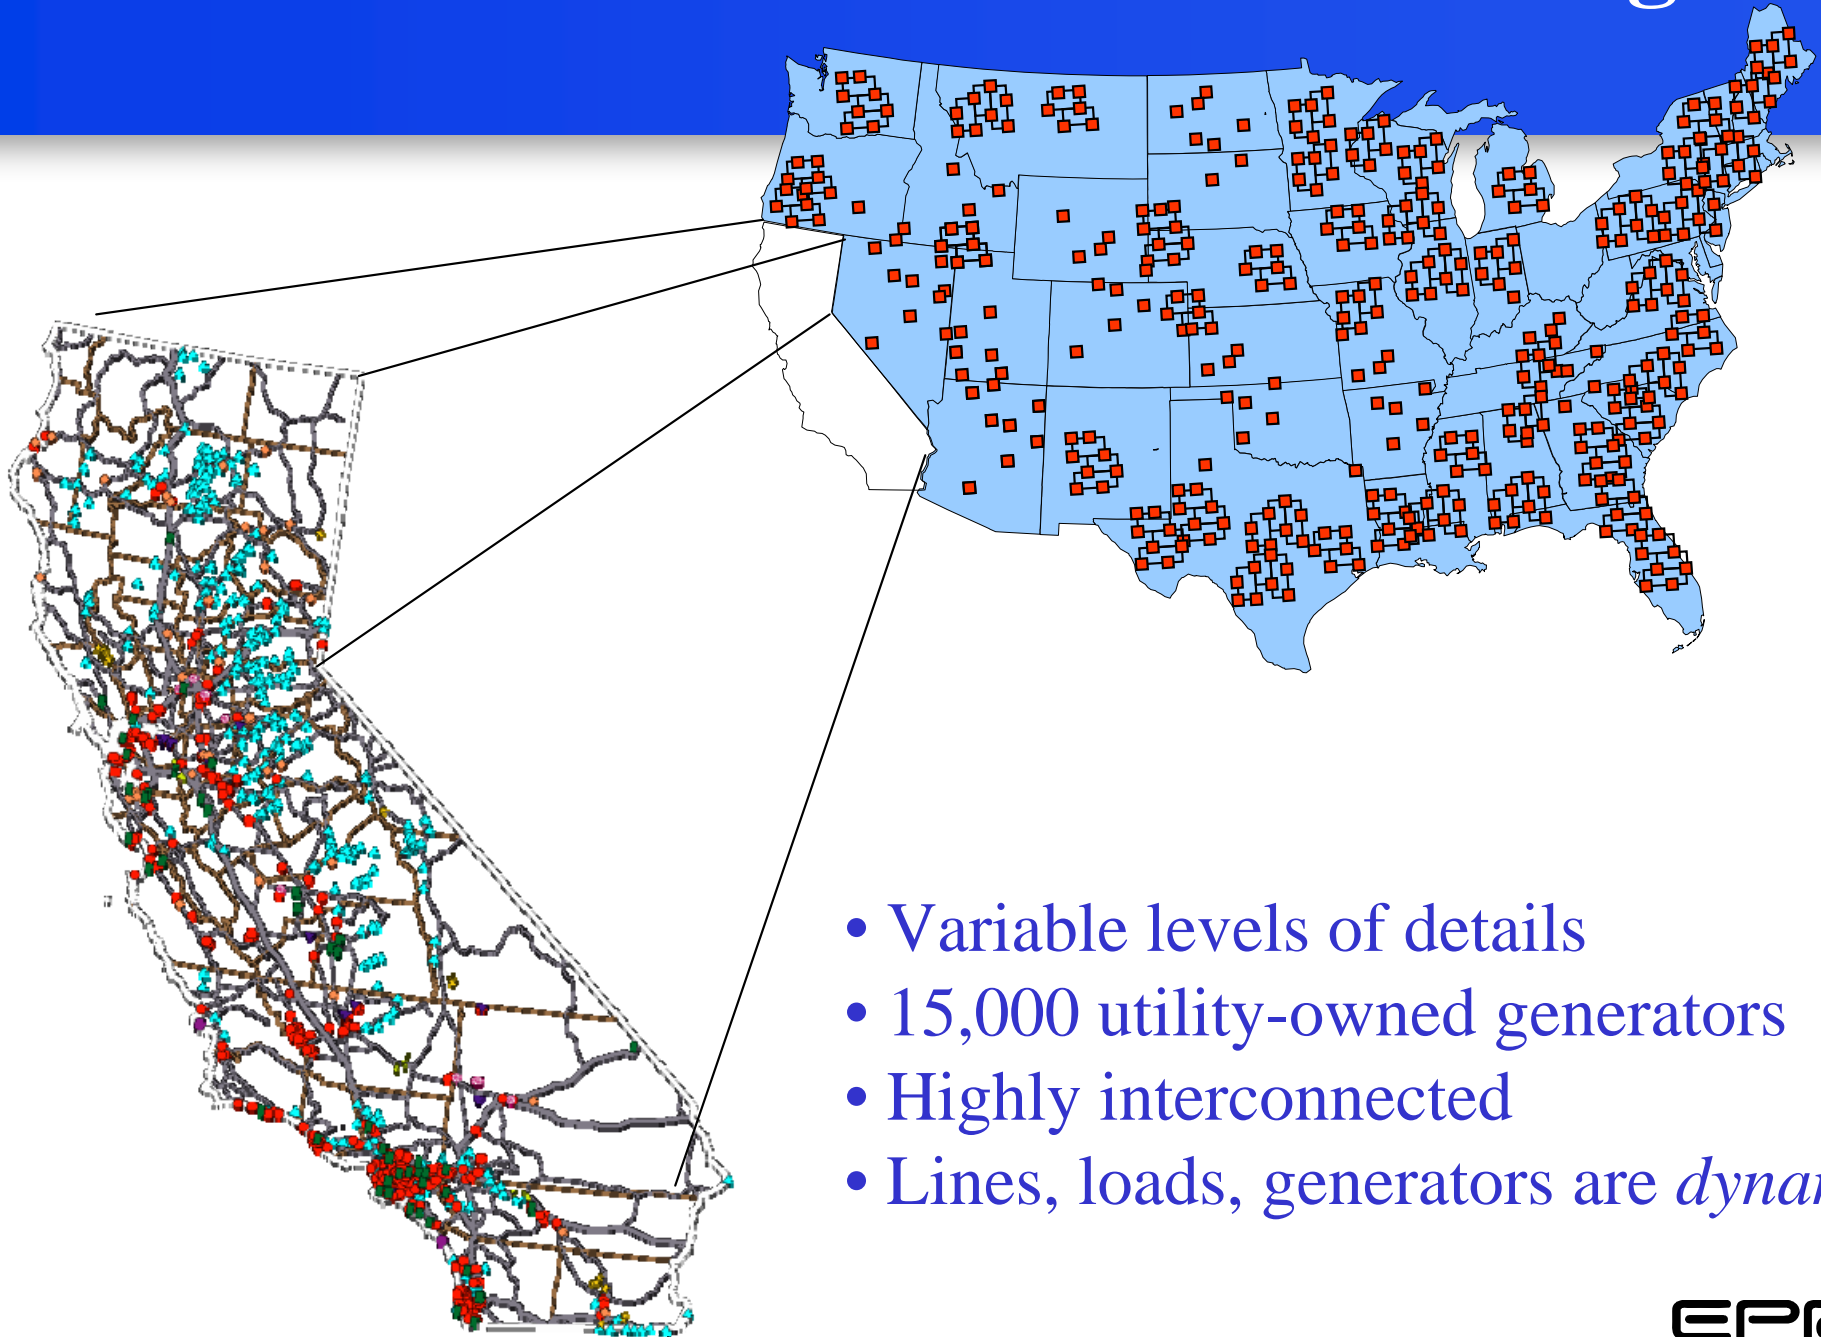 • Variable levels of details
• 15,000 utility-owned generators
• Highly interconnected
• Lines, loads, generators are